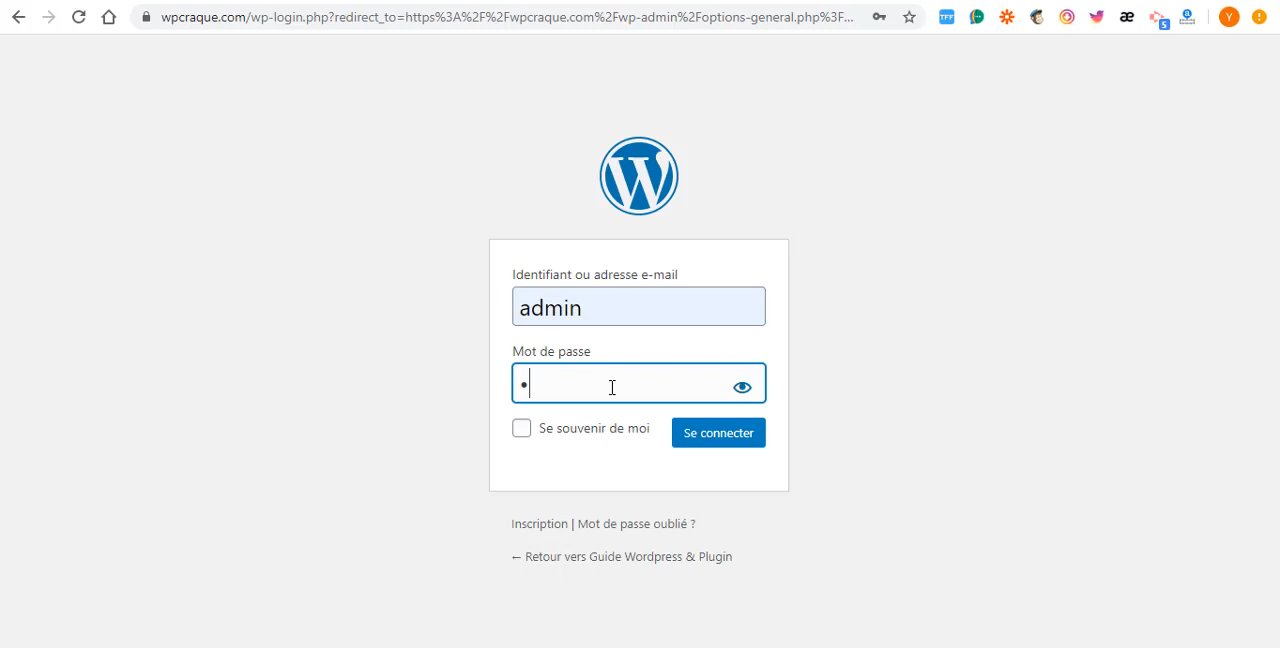 wpcraque.com/wp-login.php?redirect_to=https%3A%2F%2Fwpcraque.com%2Fwp-admin%2Foptions-general.php%3F...
TFF
æ
5
Y
W
Identifiant ou adresse e-mail
admin
Mot de passe
•
Se souvenir de moi
Se connecter
Inscription | Mot de passe oublié ?
← Retour vers Guide Wordpress & Plugin